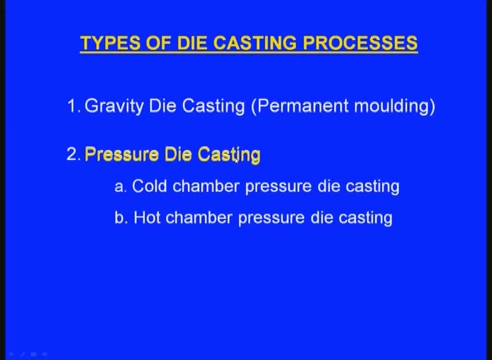 TYPES OF DIE CASTING PROCESSES
1. Gravity Die Casting (Permanent moulding)
2. Pressure Die Casting
a. Cold chamber pressure die casting
b. Hot chamber pressure die casting